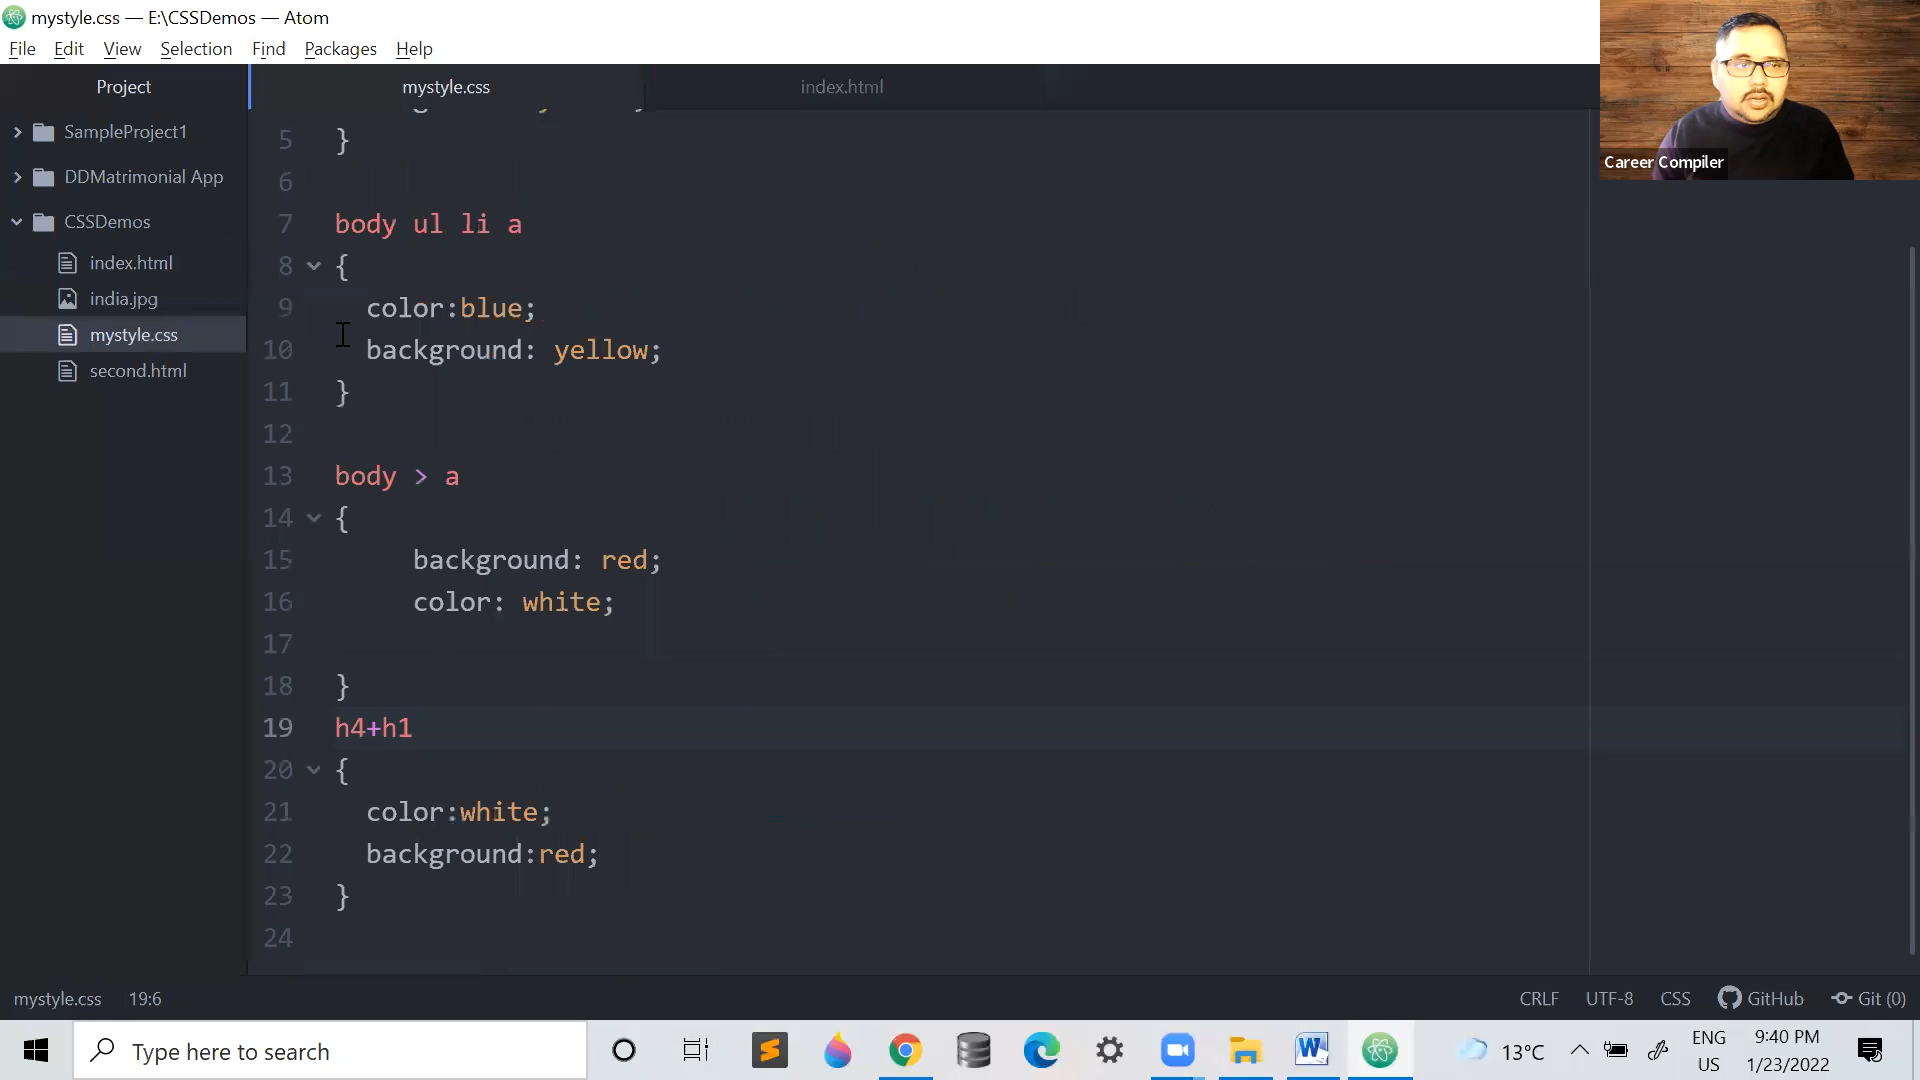 mystyle.css — E:\CSSDemos — Atom
File Edit View Selection Find Packages Help
Project
mystyle.css
index.html
SampleProject1
DDMatrimonial App
CSSDemos
index.html
india.jpg
mystyle.css
second.html
5 }
6
7 body ul li a
8 {
9 color:blue;
10 background: yellow;
11 }
12
13 body > a
14 {
15 background: red;
16 color: white;
17
18 }
19 h4+h1
20 {
21 color:white;
22 background:red;
23 }
24
Career Compiler
mystyle.css 19:6
CRLF UTF-8 CSS GitHub Git (0)
Type here to search
13°C
ENG
US
9:40 PM
1/23/2022